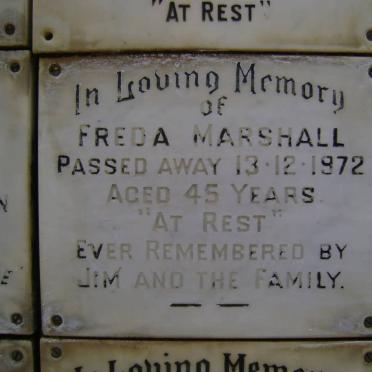 "AT REST"
In Loving Memory
OF
FREDA MARSHALL
PASSED AWAY 13·12·1972
AGED 45 YEARS.
"AT REST"
EVER REMEMBERED BY
JIM AND THE FAMILY.
In Loving Memory